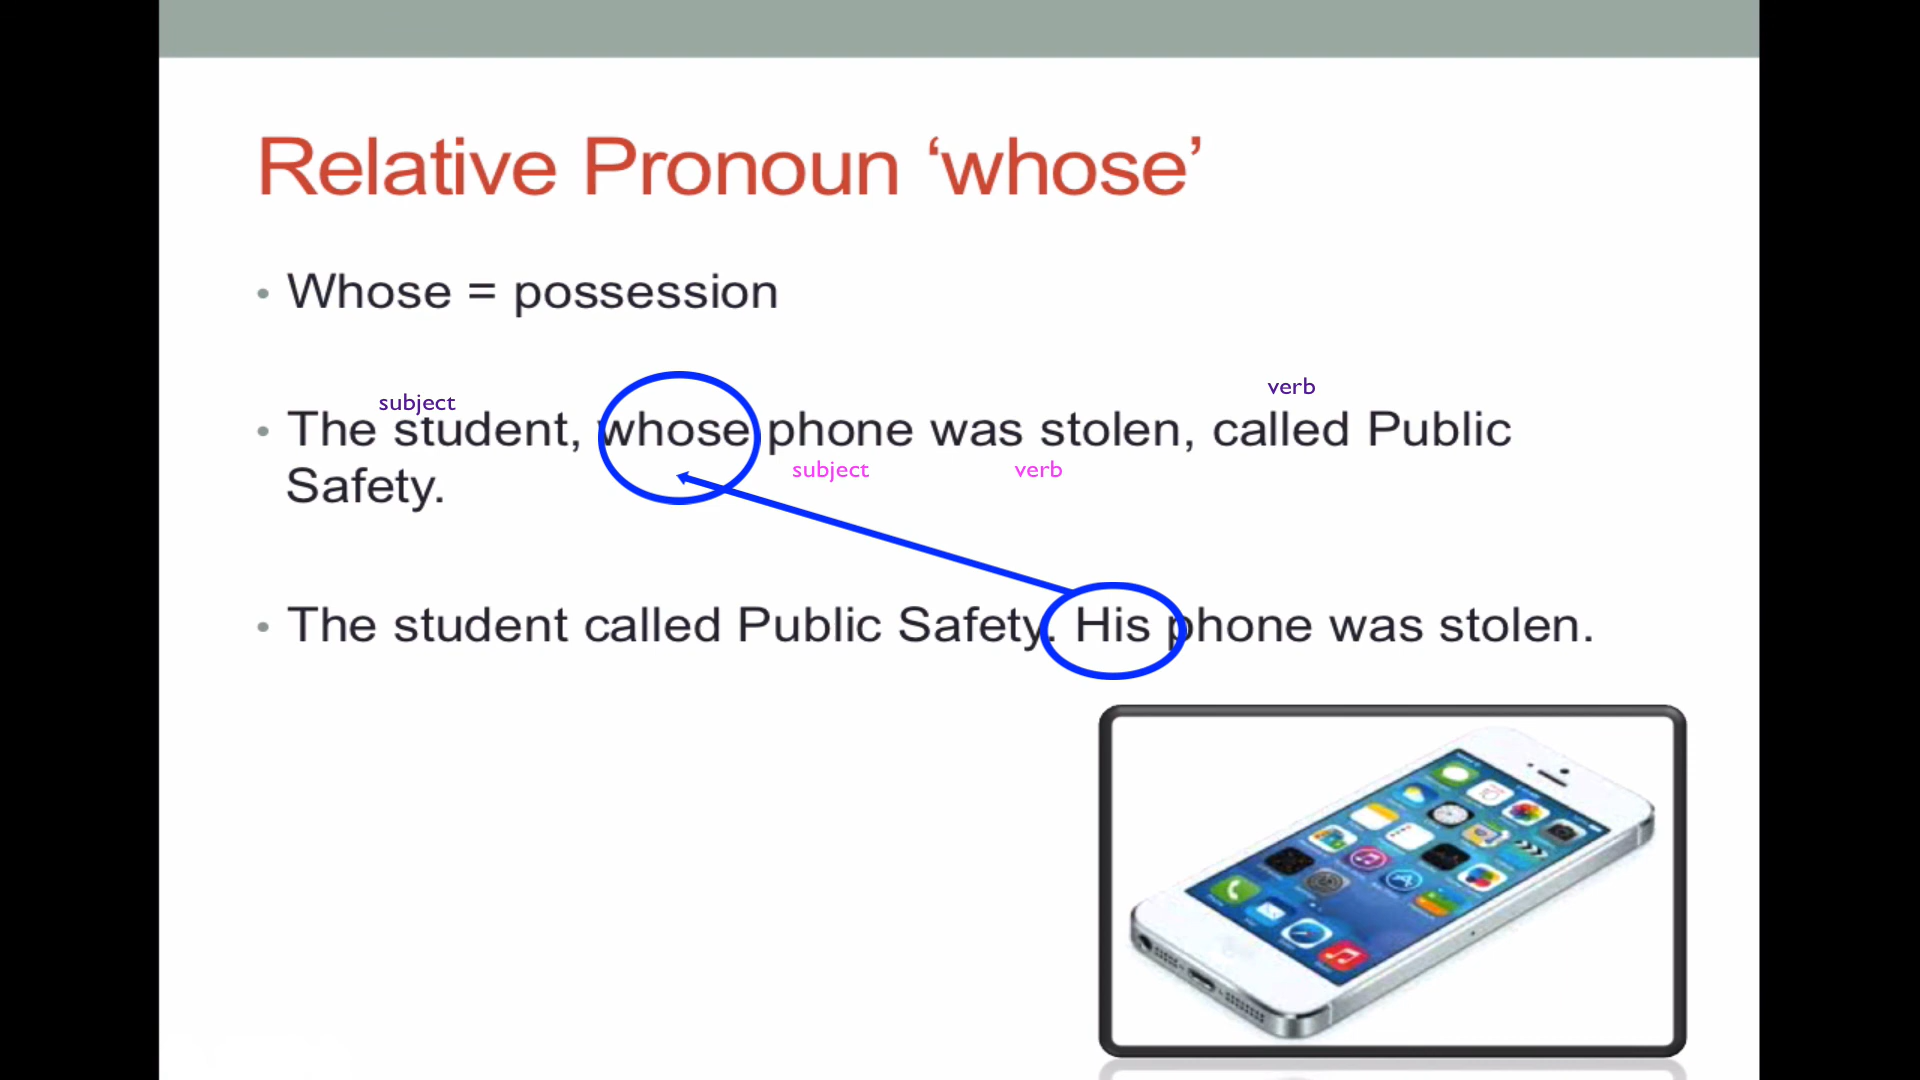 Relative Pronoun ‘whose’
• Whose = possession
subject verb
• The student, whose phone was stolen, called Public
subject verb
Safety.
• The student called Public Safety. His phone was stolen.